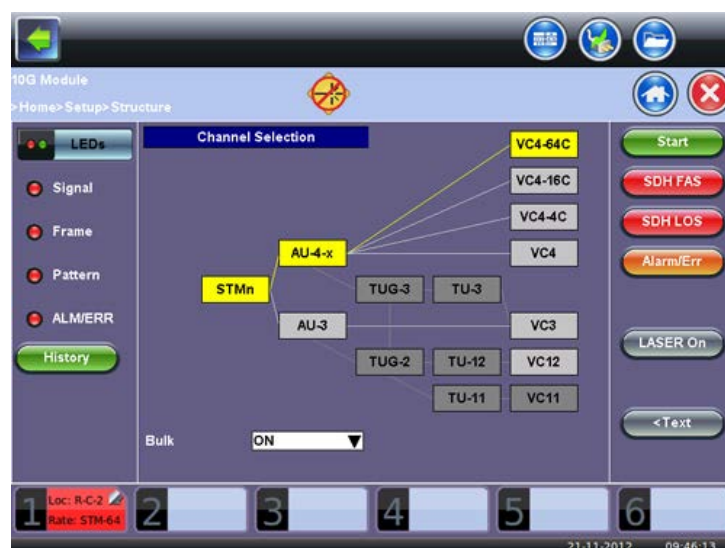 10G Module
>Home>Setup>Structure
LEDs
Signal
Frame
Pattern
ALM/ERR
History
Channel Selection
VC4-64C
VC4-16C
VC4-4C
AU-4-x
VC4
STMn
TUG-3
TU-3
AU-3
VC3
TUG-2
TU-12
VC12
TU-11
VC11
Bulk
ON
Start
SDH FAS
SDH LOS
Alarm/Err
LASER On
<Text
1
Loc: R-C-2
Rate: STM-64
2
3
4
5
6
21-11-2012 09:46:13